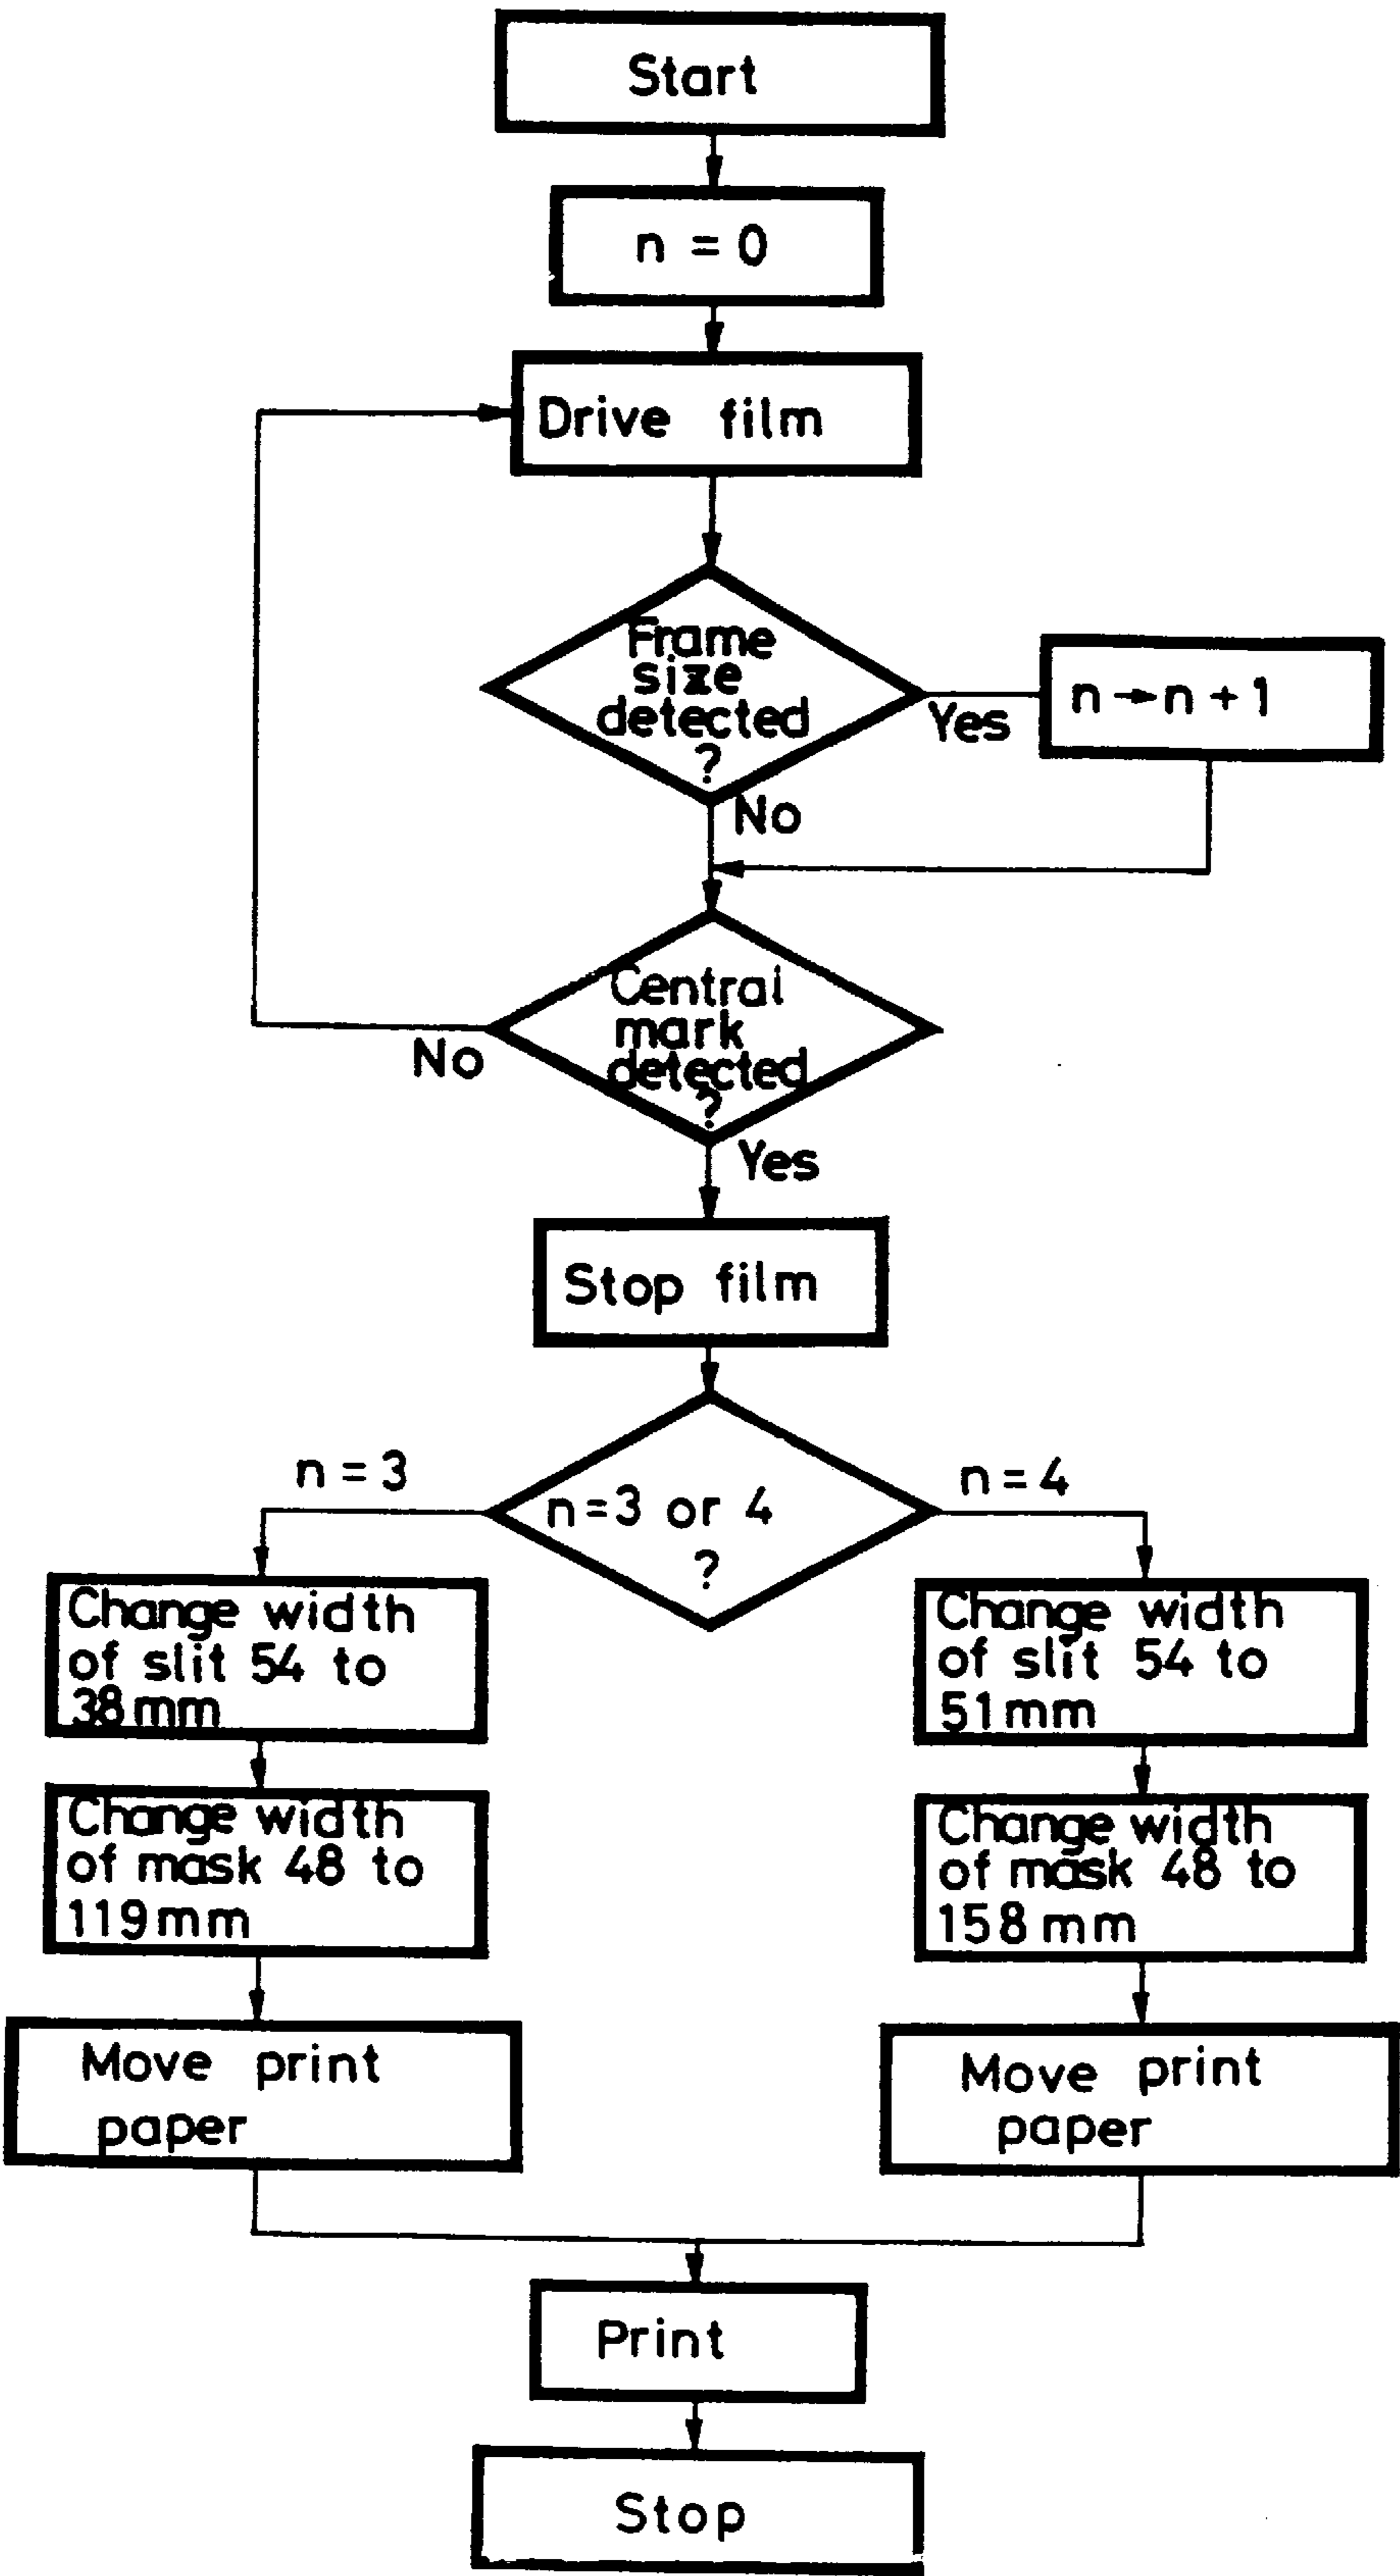 Start
n = 0
Drive film
Frame
size
detected
?
Yes
n → n + 1
No
Central
mark
detected
?
No
Yes
Stop film
n = 3 or 4
?
n = 3
n = 4
Change width
of slit 54 to
38 mm
Change width
of mask 48 to
119 mm
Move print
paper
Change width
of slit 54 to
51 mm
Change width
of mask 48 to
158 mm
Move print
paper
Print
Stop